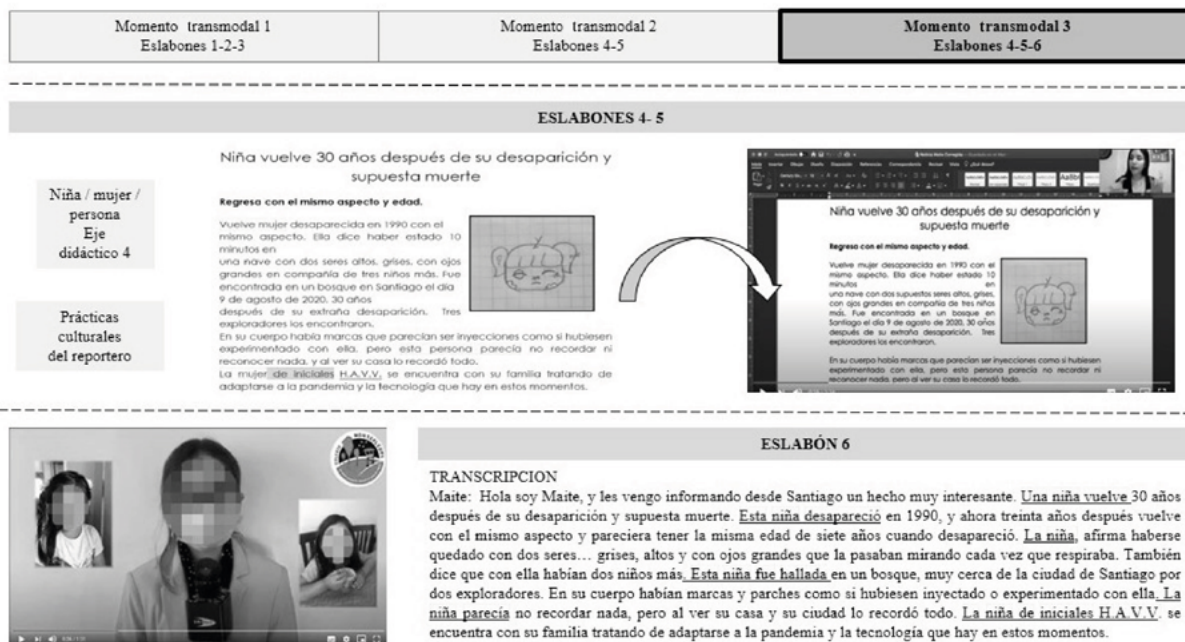 Momento transmodal 1
Eslabones 1-2-3
Momento transmodal 2
Eslabones 4-5
Momento transmodal 3
Eslabones 4-5-6
ESLABONES 4- 5
Niña / mujer /
persona
Eje
didáctico 4
Prácticas
culturales
del reportero
Niña vuelve 30 años después de su desaparición y
supuesta muerte
Regresa con el mismo aspecto y edad.
Vuelve mujer desaparecida en 1990 con el
mismo aspecto. Ella dice haber estado 10
minutos en
una nave con dos seres altos, grises, con ojos
grandes en compañía de tres niños más. Fue
encontrada en un bosque en Santiago el día
9 de agosto de 2020, 30 años
después de su extraña desaparición. Tres
exploradores los encontraron.
En su cuerpo había marcas que parecían ser inyecciones como si hubiesen
experimentado con ella, pero esta persona parecía no recordar ni
reconocer nada, y al ver su casa lo recordó todo.
La mujer de iniciales H.A.V.V. se encuentra con su familia tratando de
adaptarse a la pandemia y la tecnología que hay en estos momentos.
Niña vuelve 30 años después de su desaparición y
supuesta muerte
Regresa con el mismo aspecto y edad.
Vuelve mujer desaparecida en 1990 con el
mismo aspecto. Ella dice haber estado 10
minutos en
una nave con dos supuestos seres altos, grises,
con ojos grandes en compañía de tres niños
más. Fue encontrada en un bosque en
Santiago el día 9 de agosto de 2020, 30 años
después de su extraña desaparición. Tres
exploradores los encontraron.
En su cuerpo había marcas que parecían ser inyecciones como si hubiesen
experimentado con ella, pero esta persona parecía no recordar ni
reconocer nada, pero al ver su casa lo recordó todo.
ESLABÓN 6
TRANSCRIPCION
Maite: Hola soy Maite, y les vengo informando desde Santiago un hecho muy interesante. Una niña vuelve 30 años
después de su desaparición y supuesta muerte. Esta niña desapareció en 1990, y ahora treinta años después vuelve
con el mismo aspecto y pareciera tener la misma edad de siete años cuando desapareció. La niña, afirma haberse
quedado con dos seres… grises, altos y con ojos grandes que la pasaban mirando cada vez que respiraba. También
dice que con ella habían dos niños más. Esta niña fue hallada en un bosque, muy cerca de la ciudad de Santiago por
dos exploradores. En su cuerpo habían marcas y parches como si hubiesen inyectado o experimentado con ella. La
niña parecía no recordar nada, pero al ver su casa y su ciudad lo recordó todo. La niña de iniciales H.A.V.V. se
encuentra con su familia tratando de adaptarse a la pandemia y la tecnología que hay en estos momentos.